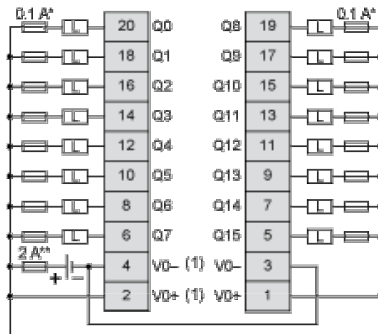 0.1 A* 20 Q0 Q8 19 0.1 A*
L 18 Q1 Q9 17 L
L 16 Q2 Q10 15 L
L 14 Q3 Q11 13 L
L 12 Q4 Q12 11 L
L 10 Q5 Q13 9 L
L 8 Q6 Q14 7 L
L 6 Q7 Q15 5 L
2 A** 4 V0– (1) V0– 3
+ – 2 V0+ (1) V0+ 1